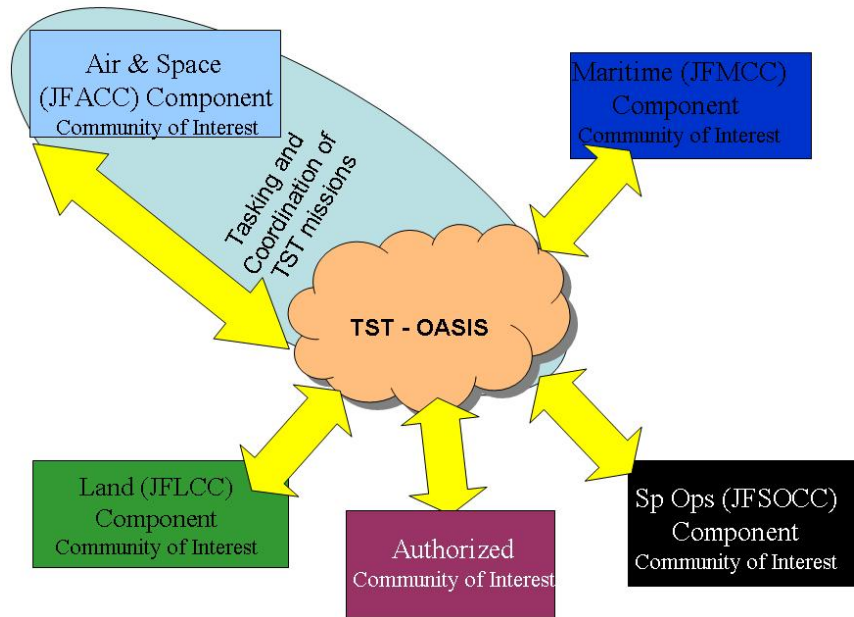 Air & Space
(JFACC) Component
Community of Interest
Maritime (JFMCC)
Component
Community of Interest
Tasking and
Coordination of
TST missions
TST - OASIS
Land (JFLCC)
Component
Community of Interest
Authorized
Community of Interest
Sp Ops (JFSOCC)
Component
Community of Interest